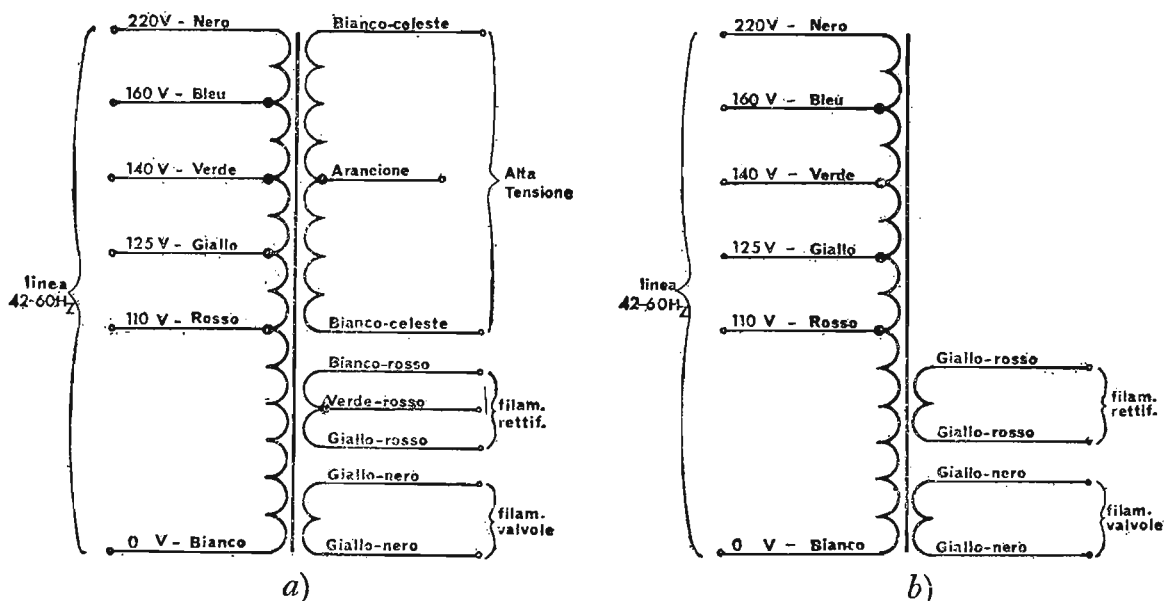 220V - Nero
160 V - Bleu
140 V - Verde
125 V - Giallo
110 V - Rosso
0 V - Bianco
linea
42-60Hz
Bianco-celeste
Arancione
Bianco-celeste
Alta
Tensione
Bianco-rosso
Verde-rosso
Giallo-rosso
filam.
rettif.
Giallo-nero
Giallo-nero
filam.
valvole
a)
220V - Nero
160 V - Bleu
140 V - Verde
125 V - Giallo
110 V - Rosso
0 V - Bianco
linea
42-60Hz
Giallo-rosso
Giallo-rosso
filam.
rettif.
Giallo-nero
Giallo-nero
filam.
valvole
b)